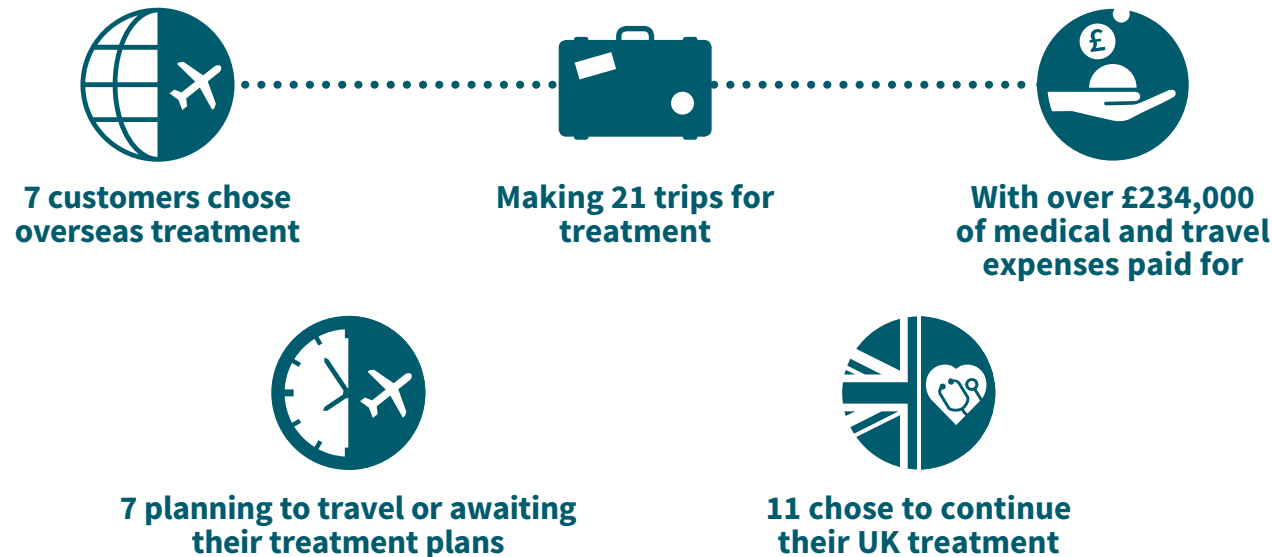 £
7 customers chose
overseas treatment
Making 21 trips for
treatment
With over £234,000
of medical and travel
expenses paid for
7 planning to travel or awaiting
their treatment plans
11 chose to continue
their UK treatment